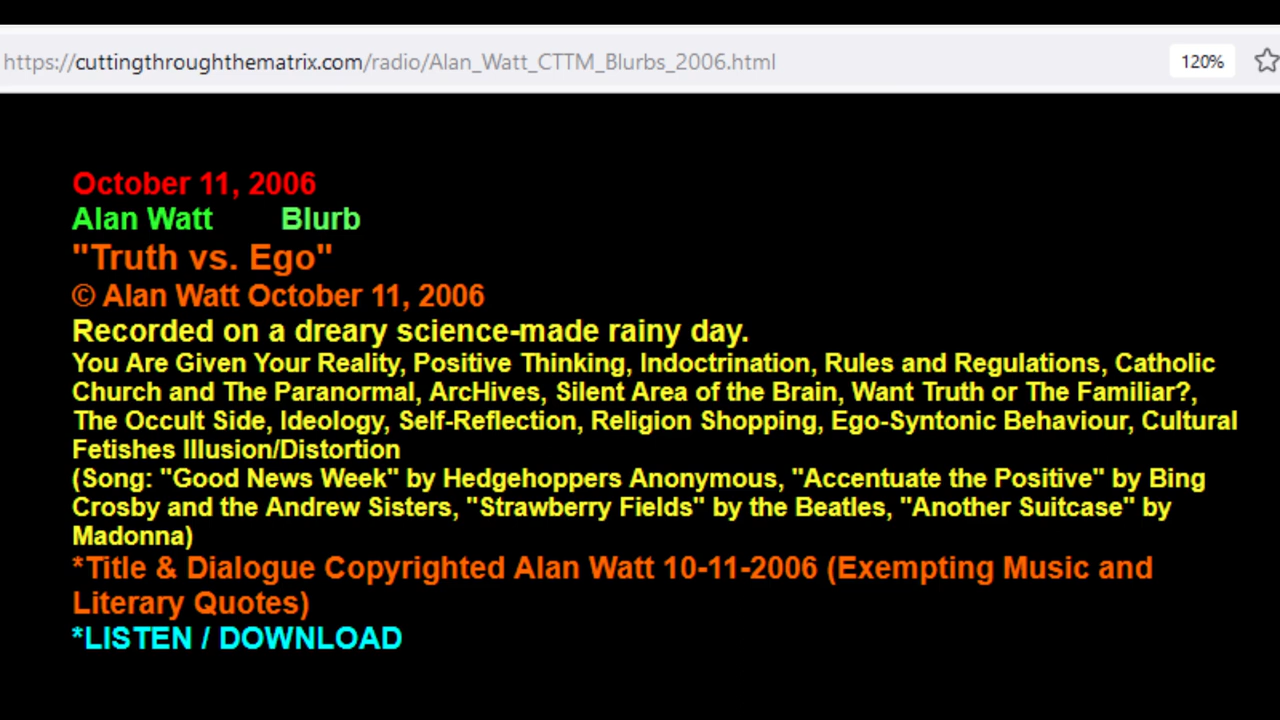 https://cuttingthroughthematrix.com/radio/Alan_Watt_CTTM_Blurbs_2006.html 120%
October 11, 2006
Alan Watt Blurb
"Truth vs. Ego"
© Alan Watt October 11, 2006
Recorded on a dreary science-made rainy day.
You Are Given Your Reality, Positive Thinking, Indoctrination, Rules and Regulations, Catholic
Church and The Paranormal, ArcHives, Silent Area of the Brain, Want Truth or The Familiar?,
The Occult Side, Ideology, Self-Reflection, Religion Shopping, Ego-Syntonic Behaviour, Cultural
Fetishes Illusion/Distortion
(Song: "Good News Week" by Hedgehoppers Anonymous, "Accentuate the Positive" by Bing
Crosby and the Andrew Sisters, "Strawberry Fields" by the Beatles, "Another Suitcase" by
Madonna)
*Title & Dialogue Copyrighted Alan Watt 10-11-2006 (Exempting Music and
Literary Quotes)
*LISTEN / DOWNLOAD